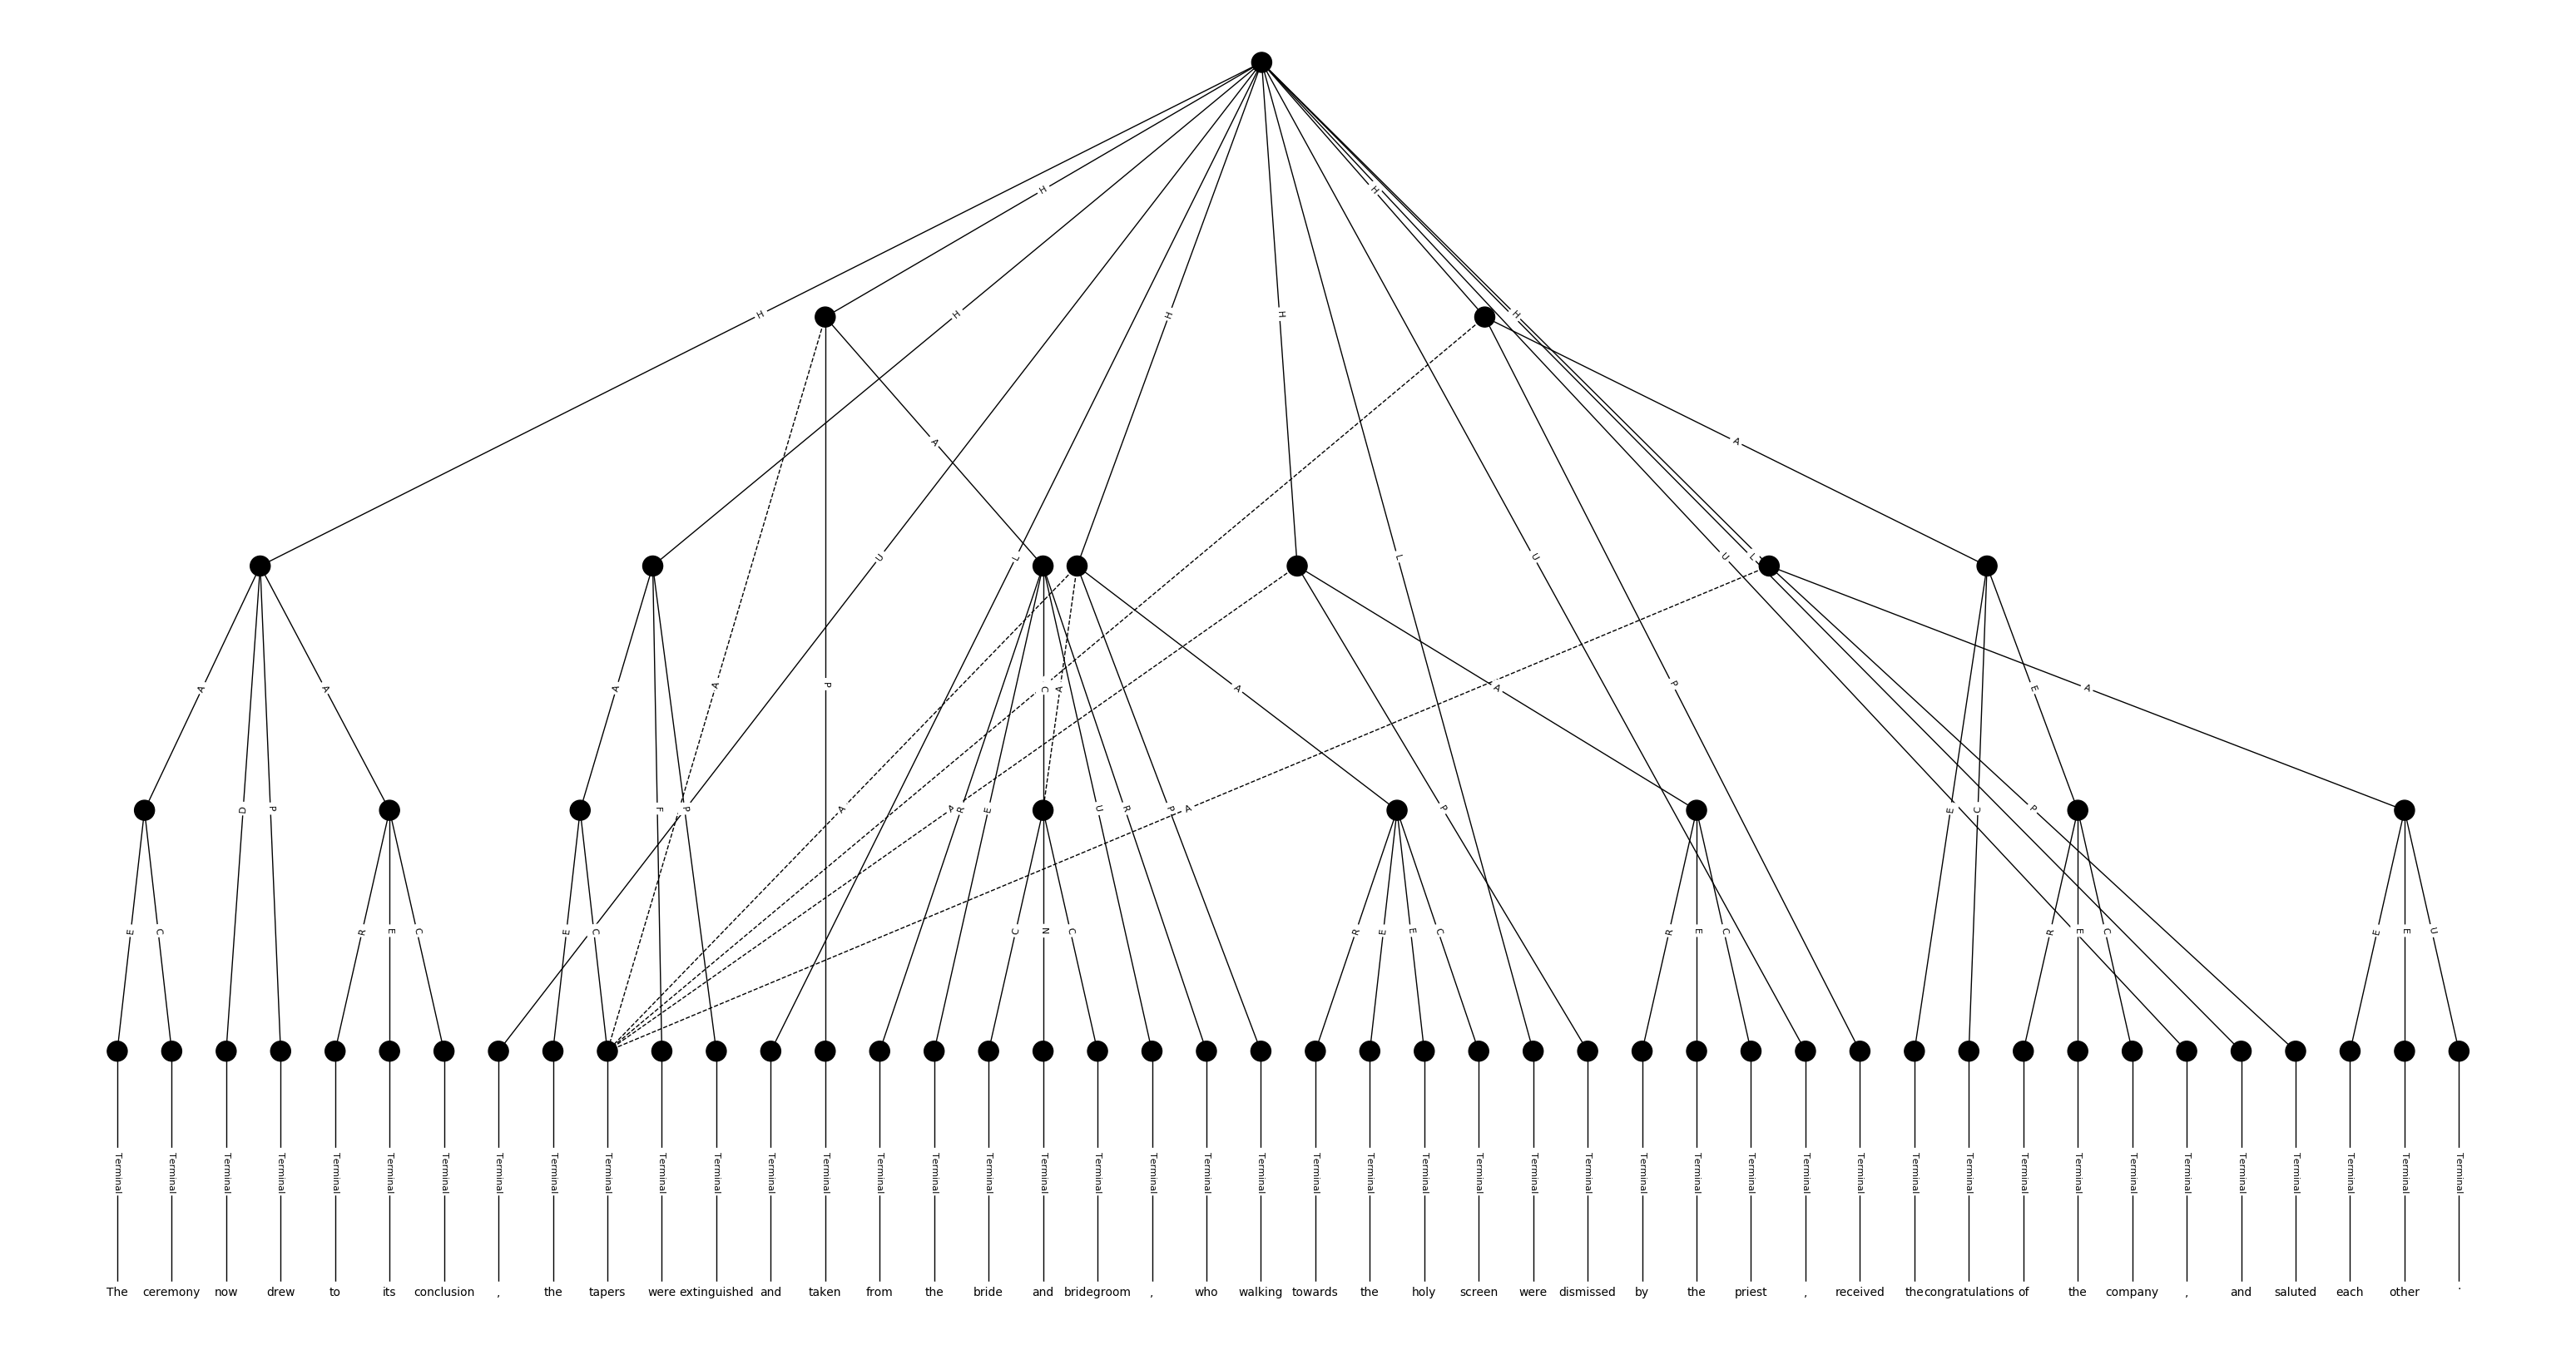 H
H H H H H H
A A
U L L U U L
A A P A C A P A A P E A
D P F P A A R E U R P A P E C P
E C R E C E C C N C R E E C R E C R E C E E U
Terminal Terminal Terminal Terminal Terminal Terminal Terminal Terminal Terminal Terminal Terminal Terminal Terminal Terminal Terminal Terminal Terminal Terminal Terminal Terminal Terminal Terminal Terminal Terminal Terminal Terminal Terminal Terminal Terminal Terminal Terminal Terminal Terminal Terminal Terminal Terminal Terminal Terminal Terminal Terminal Terminal Terminal Terminal Terminal
The ceremony now drew to its conclusion , the tapers were extinguished and taken from the bride and bridegroom , who walking towards the holy screen were dismissed by the priest , received the congratulations of the company , and saluted each other .